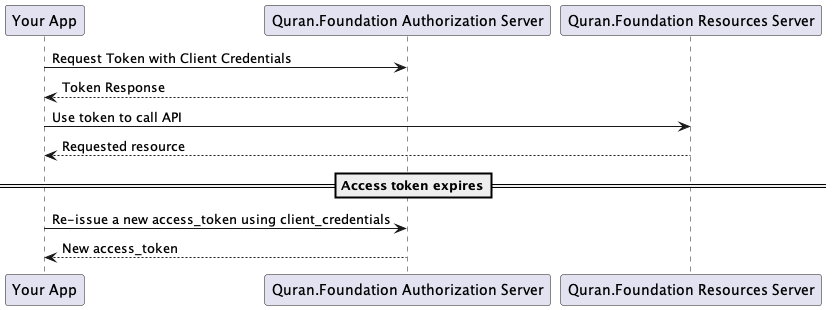 Your App
Quran.Foundation Authorization Server
Quran.Foundation Resources Server
Request Token with Client Credentials
Token Response
Use token to call API
Requested resource
Access token expires
Re-issue a new access_token using client_credentials
New access_token
Your App
Quran.Foundation Authorization Server
Quran.Foundation Resources Server